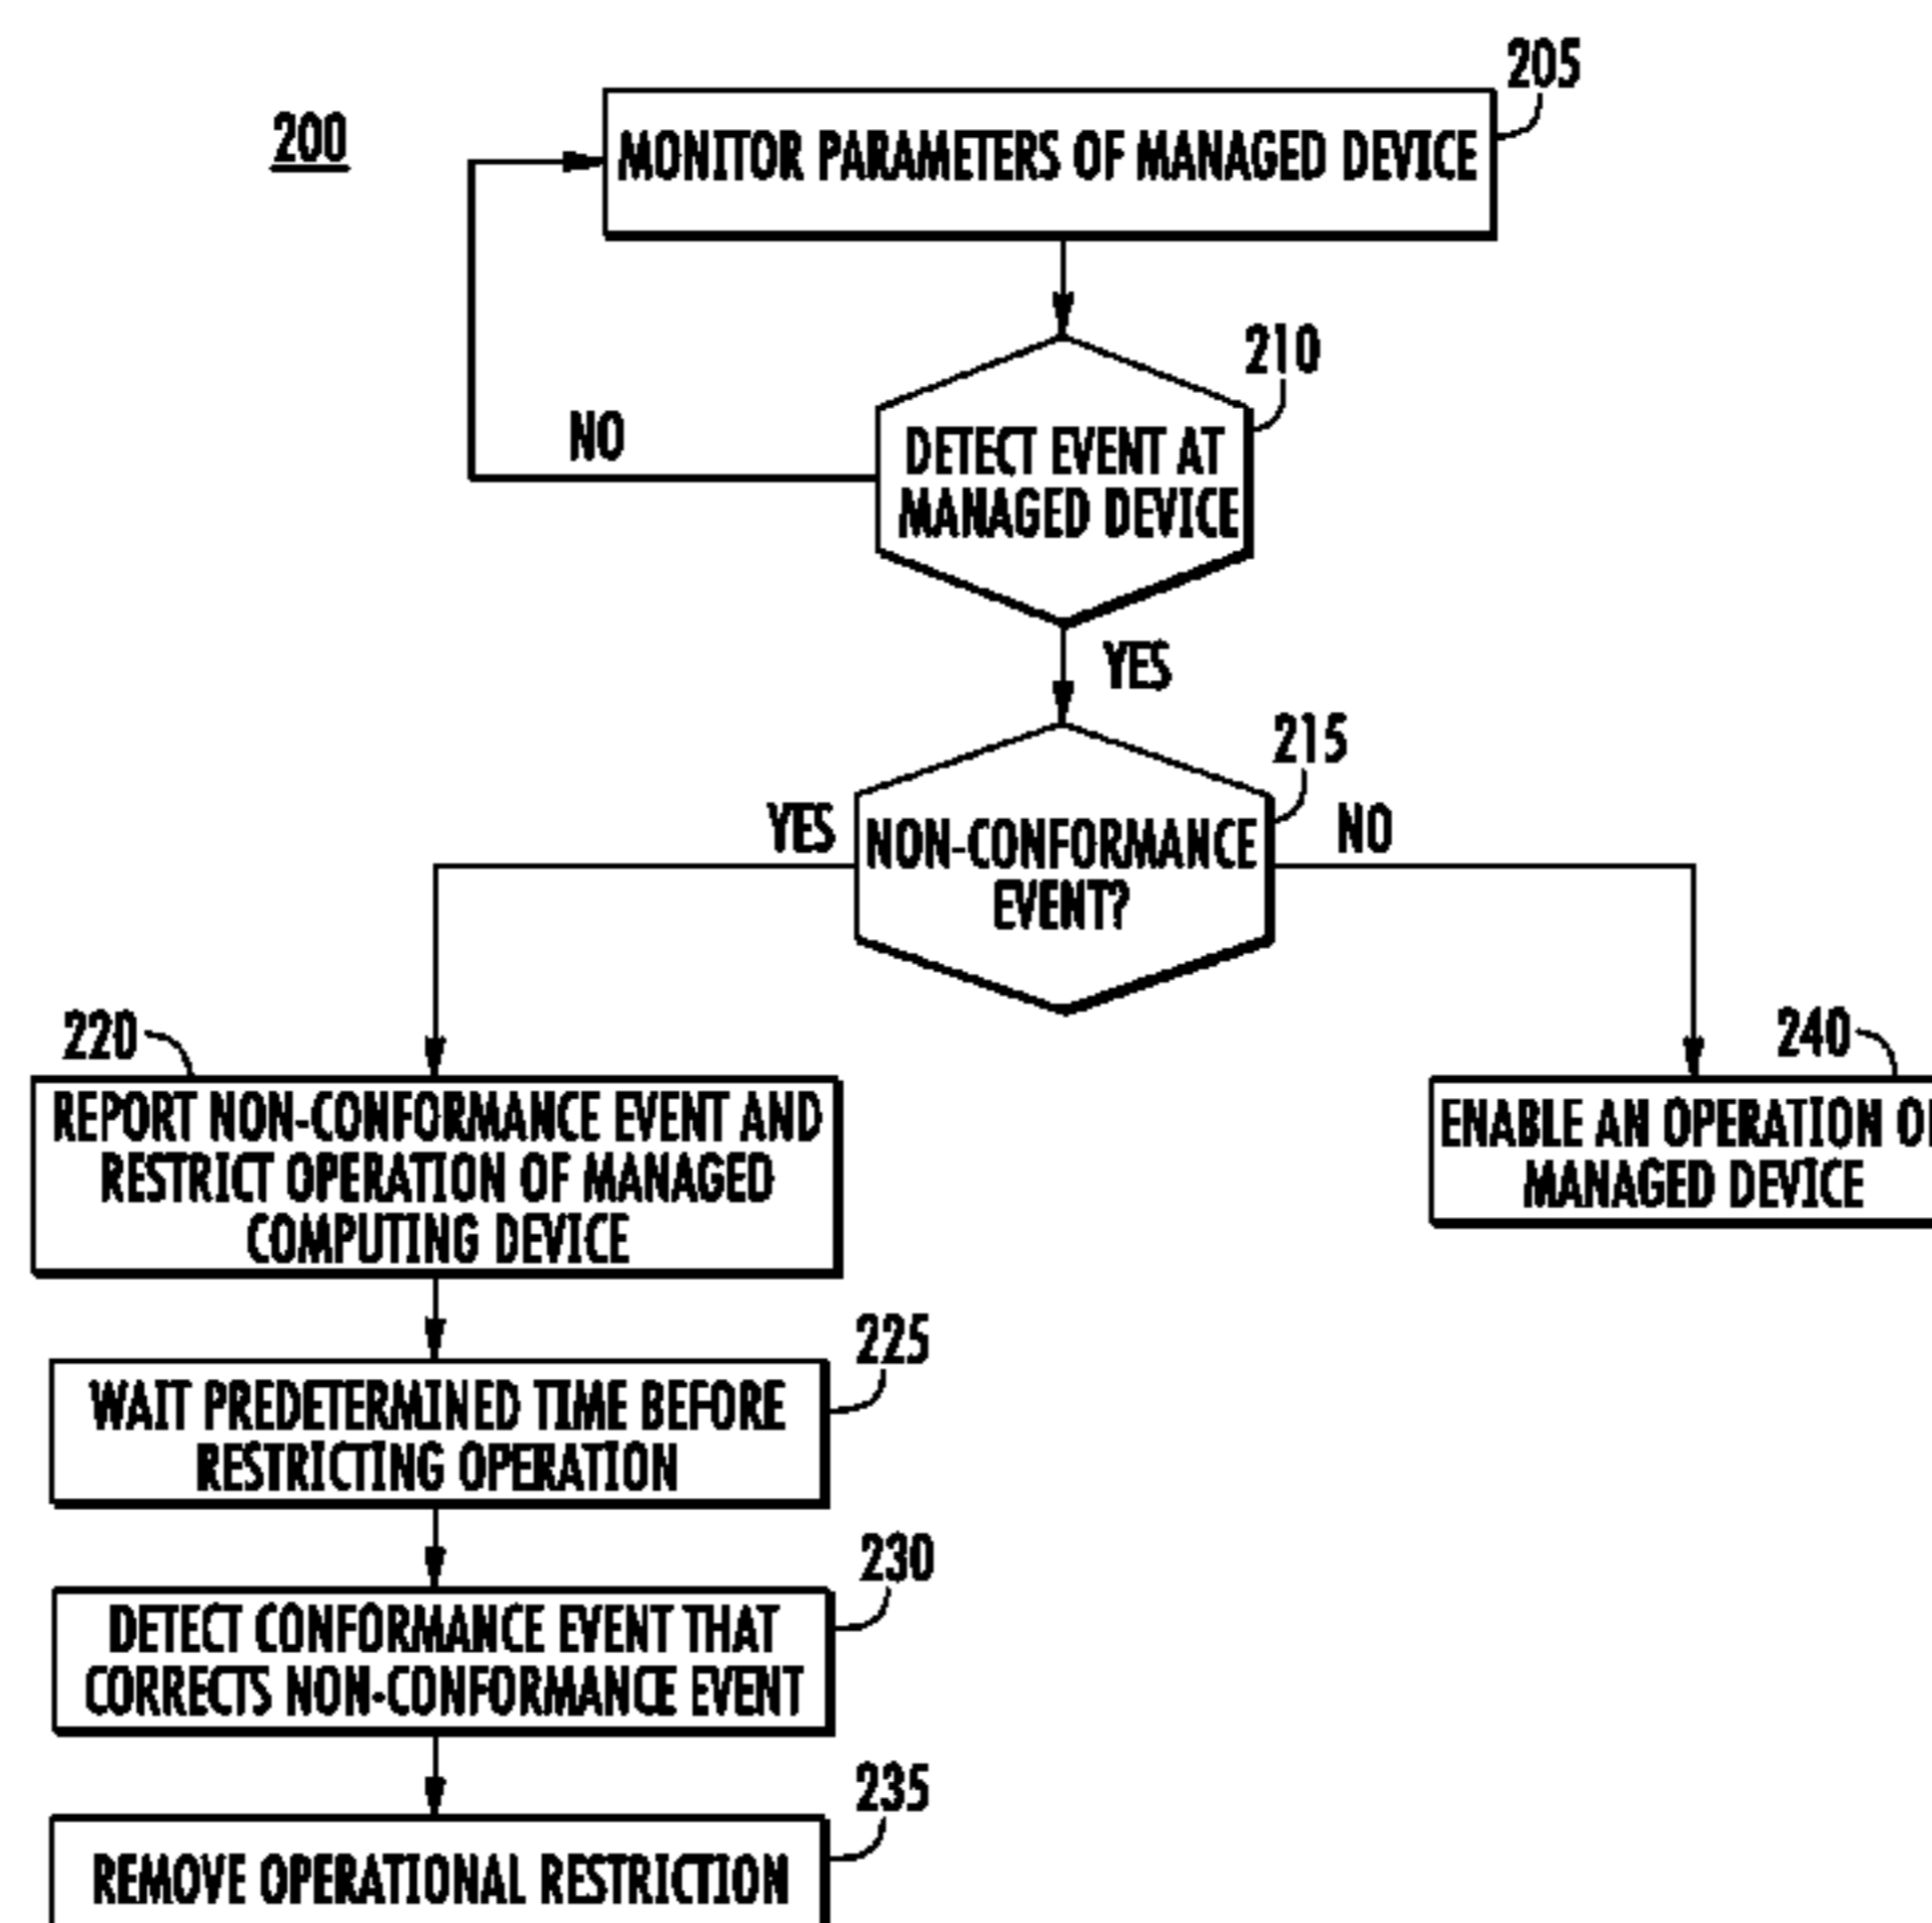 200
205
MONITOR PARAMETERS OF MANAGED DEVICE
210
NO
DETECT EVENT AT
MANAGED DEVICE
YES
215
YES
NON-CONFORMANCE
EVENT?
NO
220
REPORT NON-CONFORMANCE EVENT AND
RESTRICT OPERATION OF MANAGED
COMPUTING DEVICE
240
ENABLE AN OPERATION
MANAGED DEVICE
225
WAIT PREDETERMINED TIME BEFORE
RESTRICTING OPERATION
230
DETECT CONFORMANCE EVENT THAT
CORRECTS NON-CONFORMANCE EVENT
235
REMOVE OPERATIONAL RESTRICTION